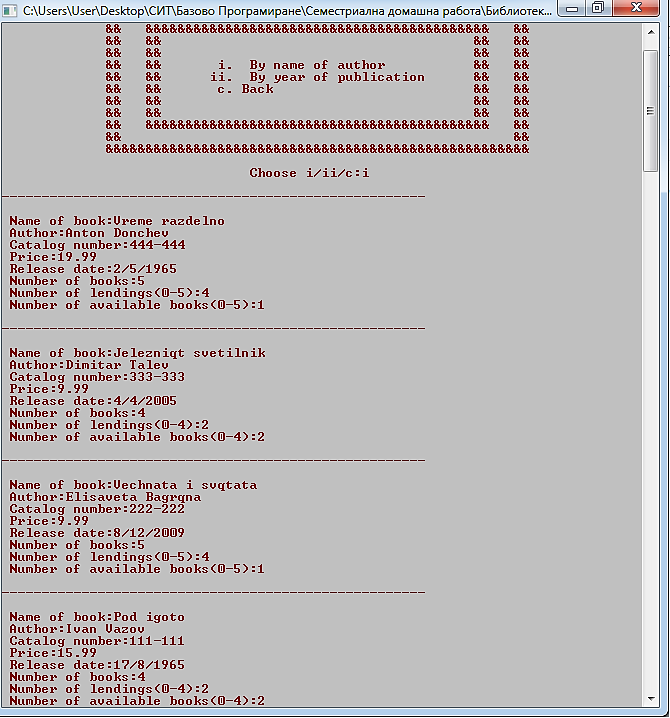 C:\Users\User\Desktop\СИТ\Базово Програмиране\Семестриална домашна работа\Библиотек...
&&   &&&&&&&&&&&&&&&&&&&&&&&&&&&&&&&&&&&&&&&&&&&   &&
&&   &&                                       &&   &&
&&   &&                                       &&   &&
&&   &&       i.  By name of author           &&   &&
&&   &&      ii.  By year of publication      &&   &&
&&   &&       c. Back                         &&   &&
&&   &&                                       &&   &&
&&   &&                                       &&   &&
&&   &&&&&&&&&&&&&&&&&&&&&&&&&&&&&&&&&&&&&&&&&&&   &&
&&                                                 &&
&&&&&&&&&&&&&&&&&&&&&&&&&&&&&&&&&&&&&&&&&&&&&&&&&&&&&
Choose i/ii/c:i
Name of book:Vreme razdelno
Author:Anton Donchev
Catalog number:444-444
Price:19.99
Release date:2/5/1965
Number of books:5
Number of lendings(0-5):4
Number of available books(0-5):1
Name of book:Jelezniqt svetilnik
Author:Dimitar Talev
Catalog number:333-333
Price:9.99
Release date:4/4/2005
Number of books:4
Number of lendings(0-4):2
Number of available books(0-4):2
Name of book:Vechnata i svqtata
Author:Elisaveta Bagrqna
Catalog number:222-222
Price:9.99
Release date:8/12/2009
Number of books:5
Number of lendings(0-5):4
Number of available books(0-5):1
Name of book:Pod igoto
Author:Ivan Vazov
Catalog number:111-111
Price:15.99
Release date:17/8/1965
Number of books:4
Number of lendings(0-4):2
Number of available books(0-4):2